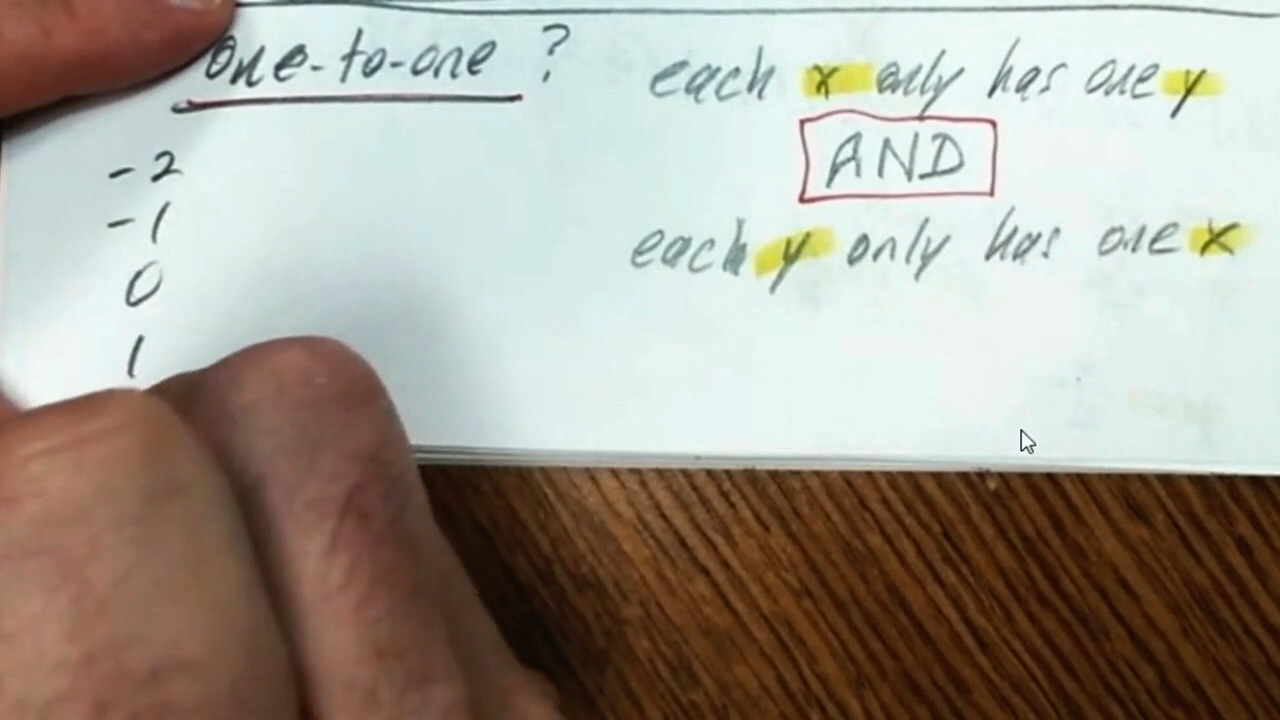 one-to-one ?
each x only has one y
AND
each y only has one x
-2
-1
0
1